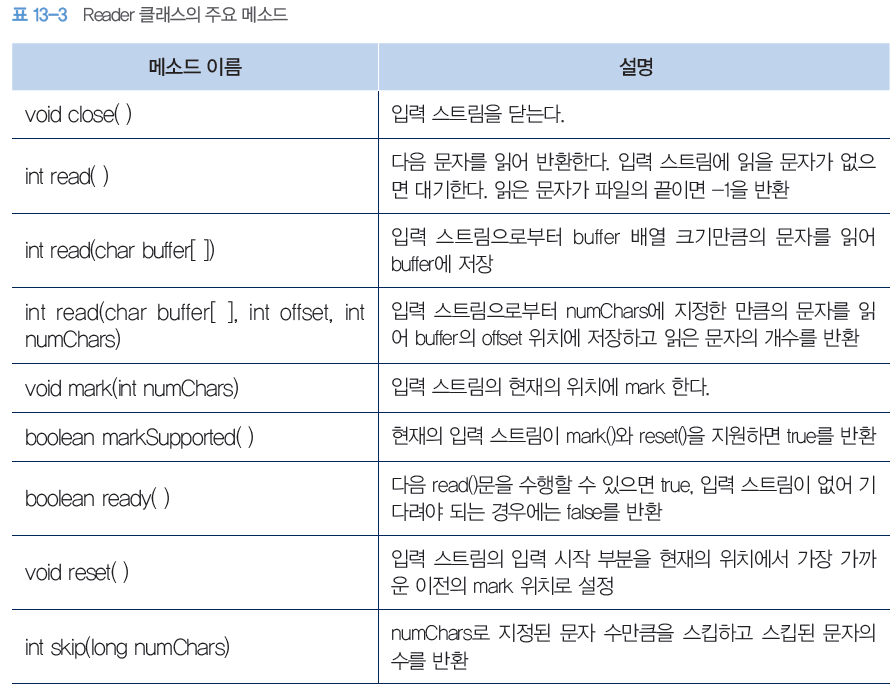 표 13-3 Reader 클래스의 주요 메소드
메소드 이름
설명
void close( )
입력 스트림을 닫는다.
int read( )
다음 문자를 읽어 반환한다. 입력 스트림에 읽을 문자가 없으
면 대기한다. 읽은 문자가 파일의 끝이면 -1을 반환
int read(char buffer[ ])
입력 스트림으로부터 buffer 배열 크기만큼의 문자를 읽어
buffer에 저장
int read(char buffer[ ], int offset, int
numChars)
입력 스트림으로부터 numChars에 지정한 만큼의 문자를 읽
어 buffer의 offset 위치에 저장하고 읽은 문자의 개수를 반환
void mark(int numChars)
입력 스트림의 현재의 위치에 mark 한다.
boolean markSupported( )
현재의 입력 스트림이 mark()와 reset()을 지원하면 true를 반환
boolean ready( )
다음 read()문을 수행할 수 있으면 true, 입력 스트림이 없어 기
다려야 되는 경우에는 false를 반환
void reset( )
입력 스트림의 입력 시작 부분을 현재의 위치에서 가장 가까
운 이전의 mark 위치로 설정
int skip(long numChars)
numChars로 지정된 문자 수만큼을 스킵하고 스킵된 문자의
수를 반환